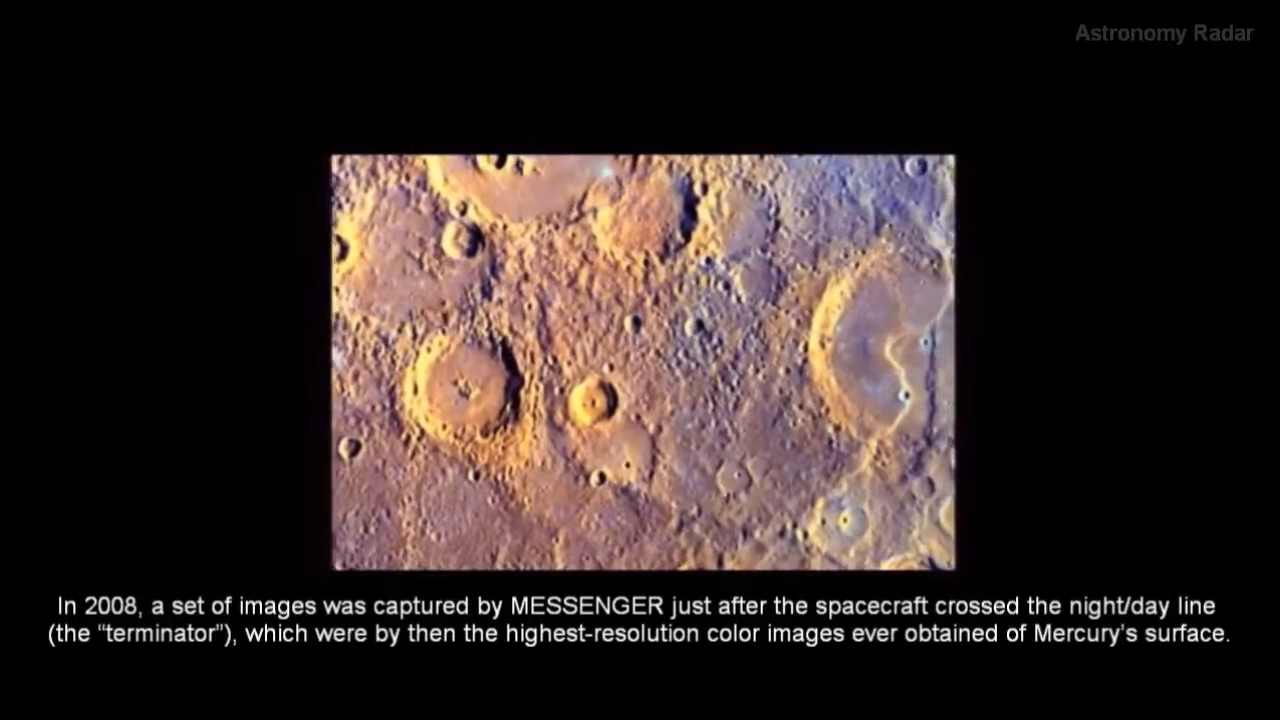 Astronomy Radar
In 2008, a set of images was captured by MESSENGER just after the spacecraft crossed the night/day line
(the “terminator”), which were by then the highest-resolution color images ever obtained of Mercury’s surface.